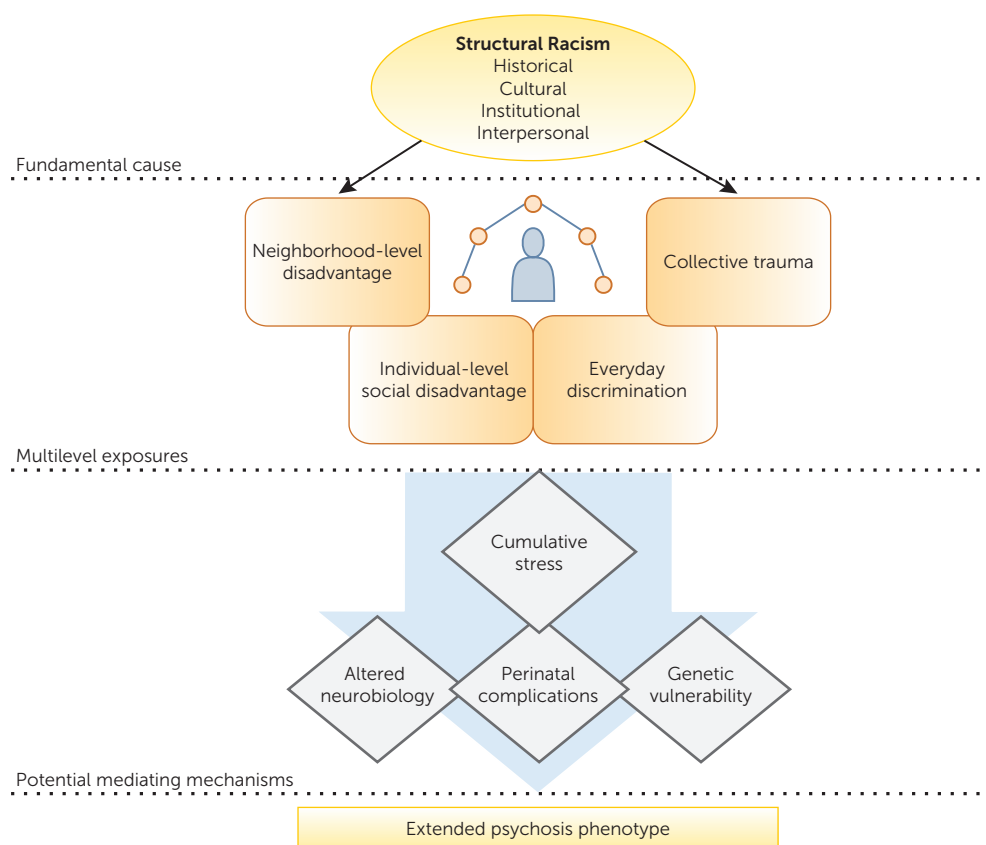 Structural Racism
Historical
Cultural
Institutional
Interpersonal
Fundamental cause
Neighborhood-level
disadvantage
Collective trauma
Individual-level
social disadvantage
Everyday
discrimination
Multilevel exposures
Cumulative
stress
Altered
neurobiology
Perinatal
complications
Genetic
vulnerability
Potential mediating mechanisms
Extended psychosis phenotype